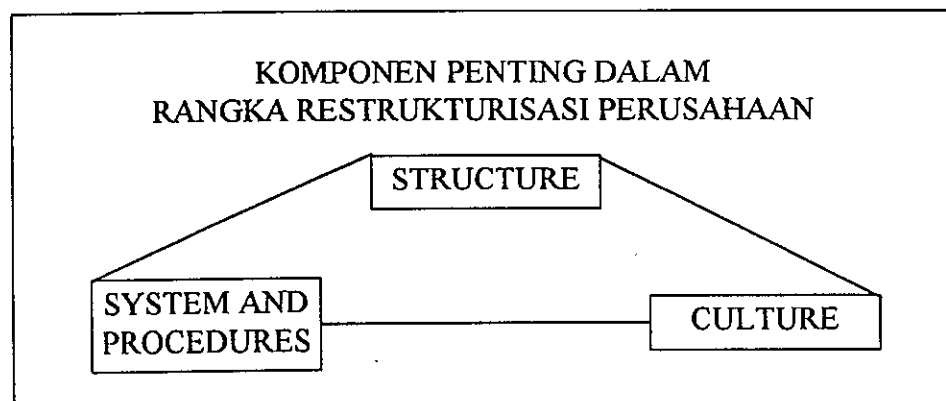 KOMPONEN PENTING DALAM
RANGKA RESTRUKTURISASI PERUSAHAAN
STRUCTURE
SYSTEM AND
PROCEDURES
CULTURE